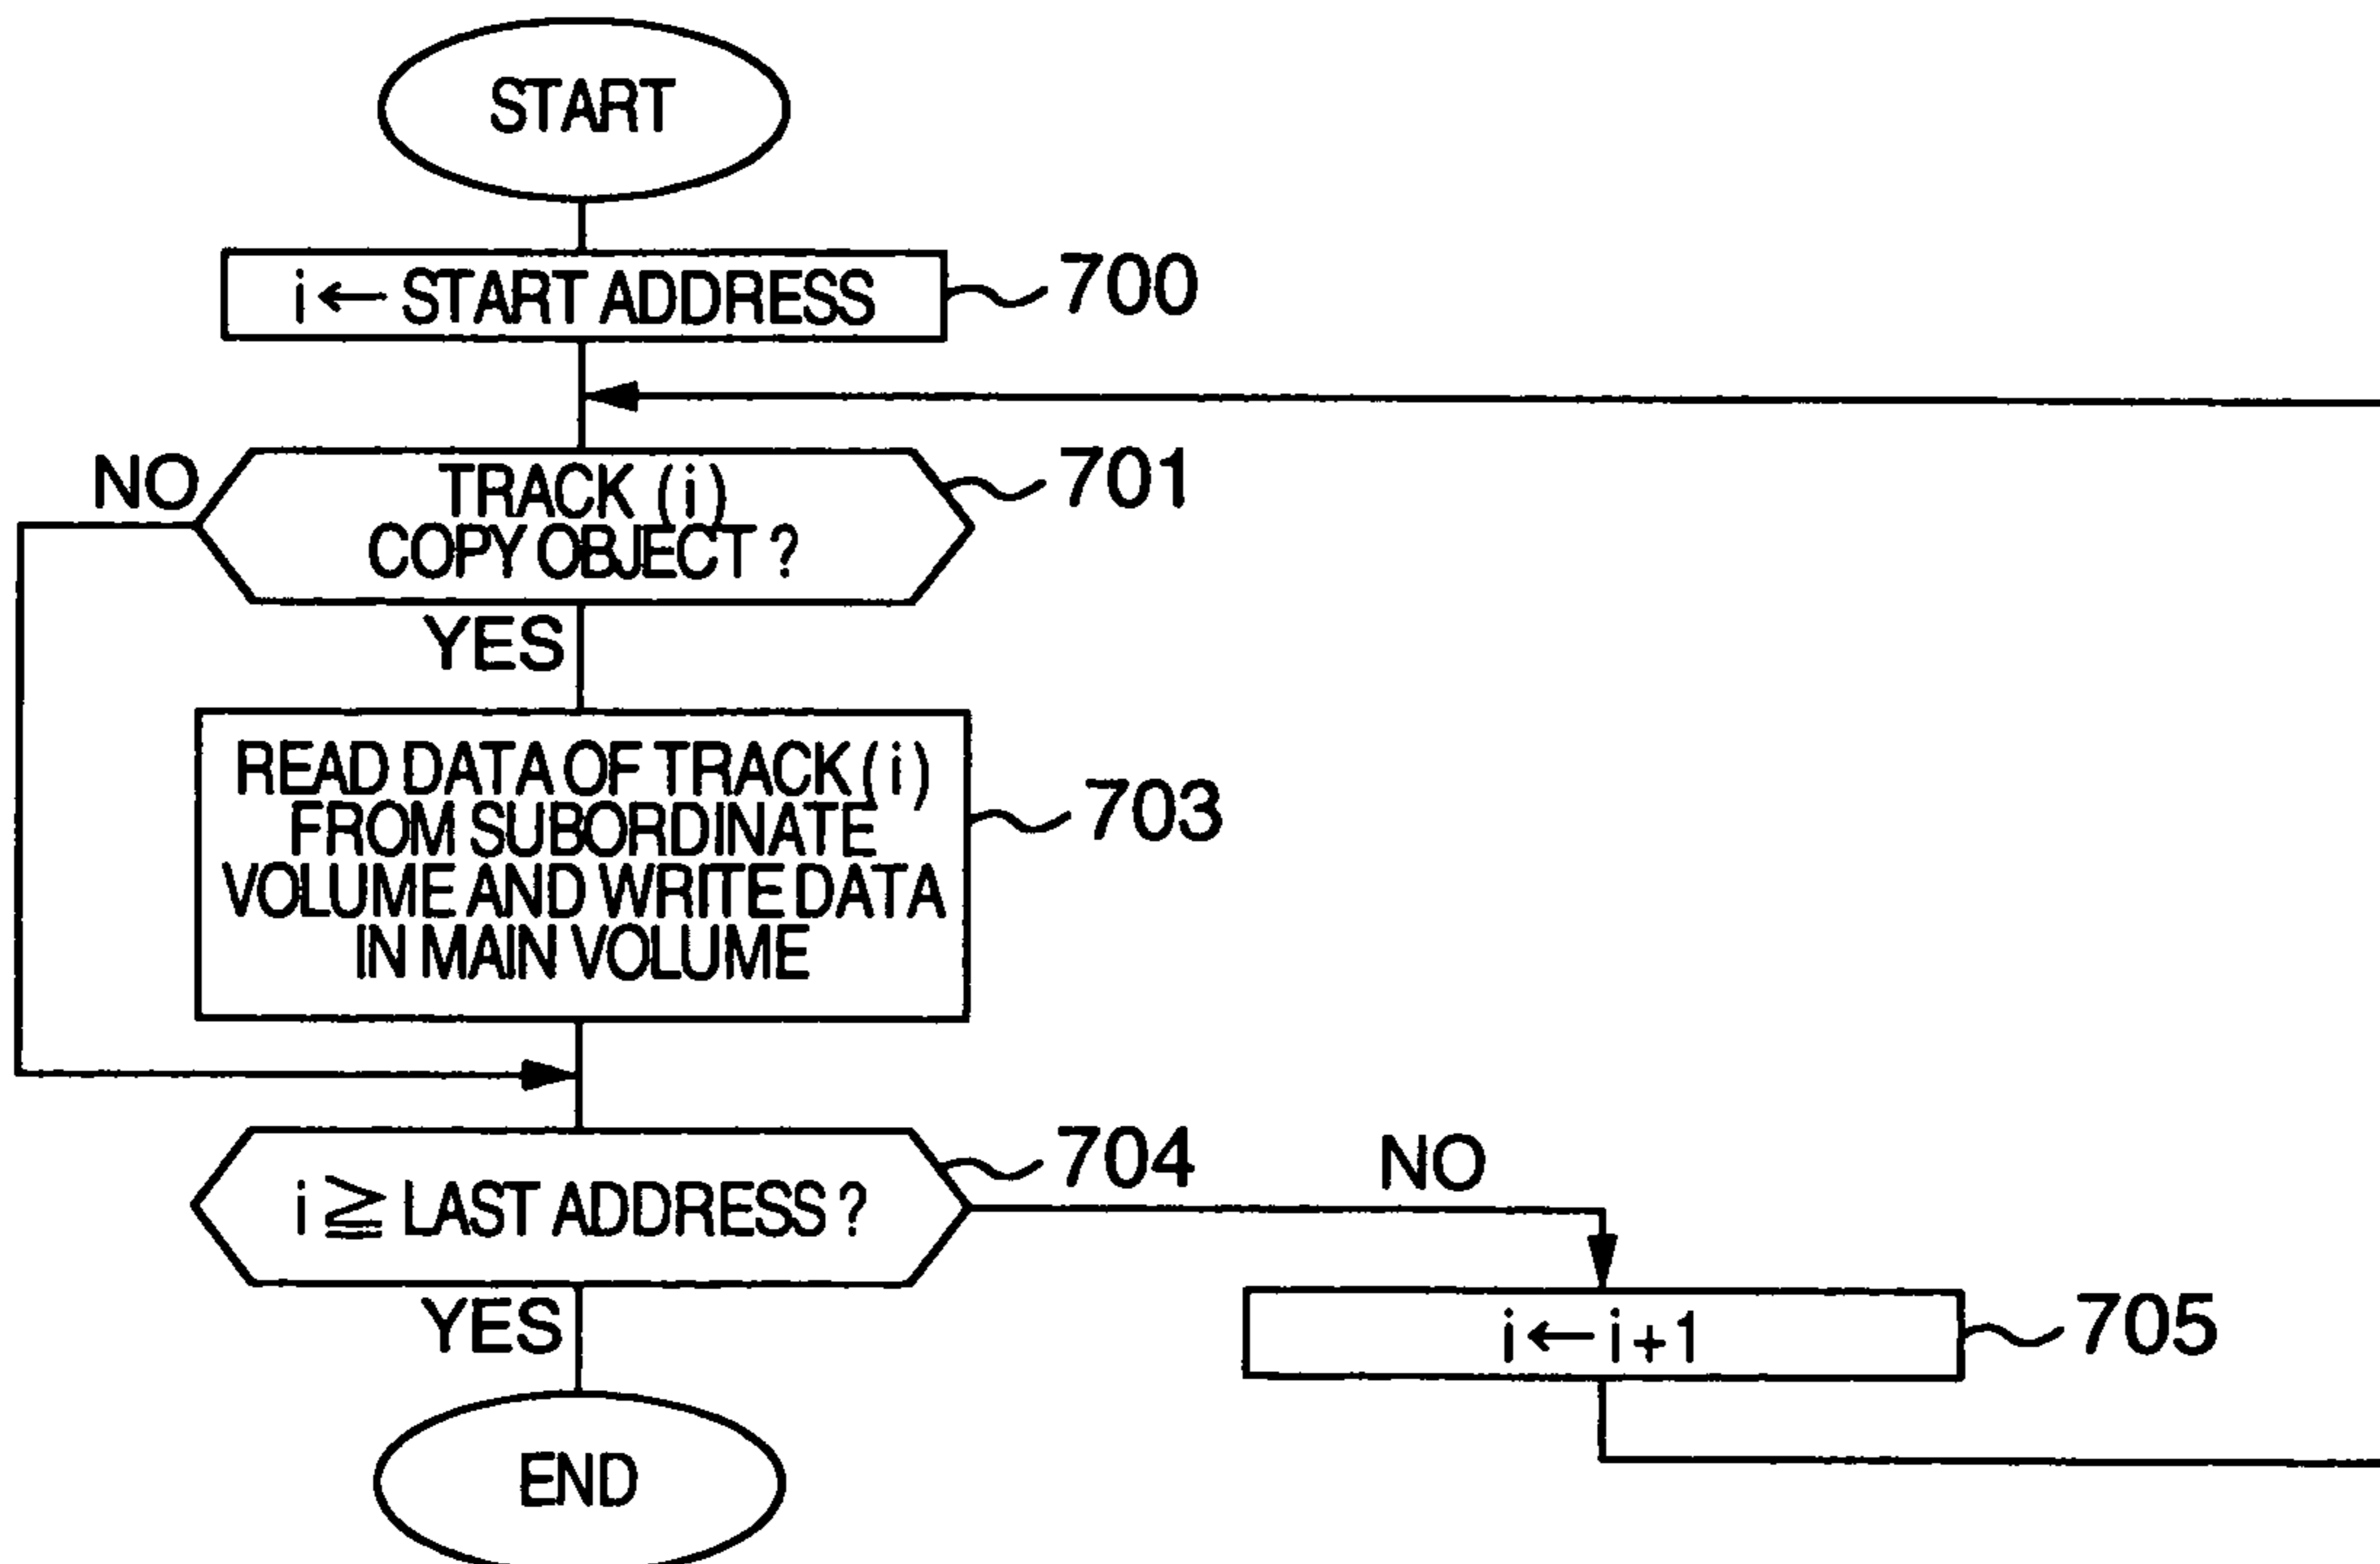 START
i ← START ADDRESS
700
NO
TRACK (i)
COPY OBJECT ?
701
YES
READ DATA OF TRACK (i)
FROM SUBORDINATE
VOLUME AND WRITE DATA
IN MAIN VOLUME
703
i ≧ LAST ADDRESS ?
704
NO
YES
i ← i + 1
705
END